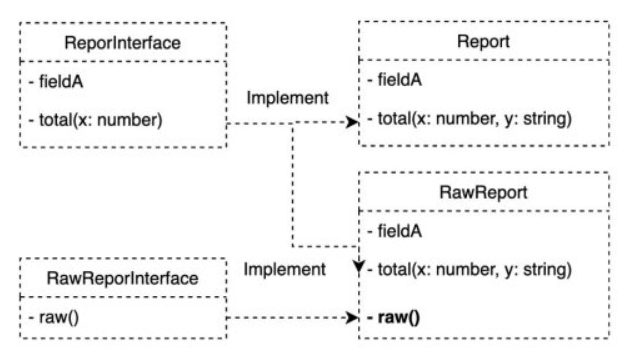 ReporInterface
- fieldA
- total(x: number)
Implement
Report
- fieldA
- total(x: number, y: string)
RawReport
- fieldA
- total(x: number, y: string)
- raw()
RawReporInterface
- raw()
Implement